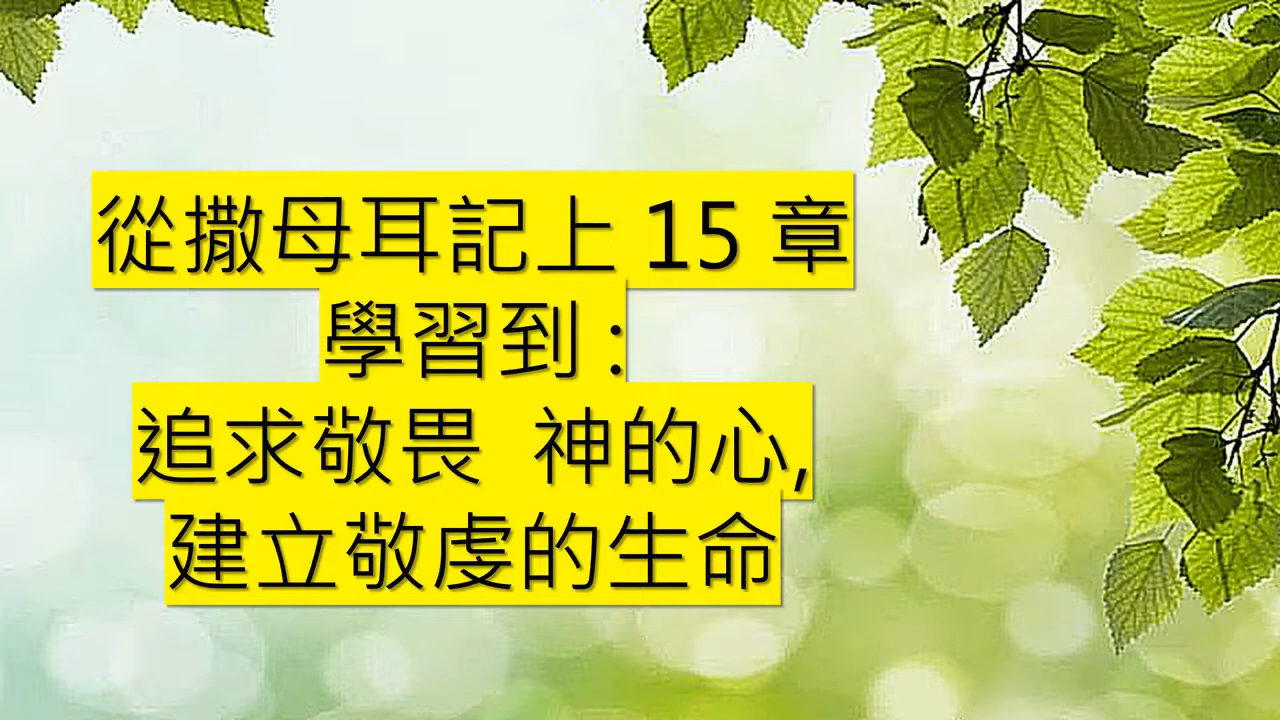 從撒母耳記上 15 章
學習到 :
追求敬畏  神的心,
建立敬虔的生命